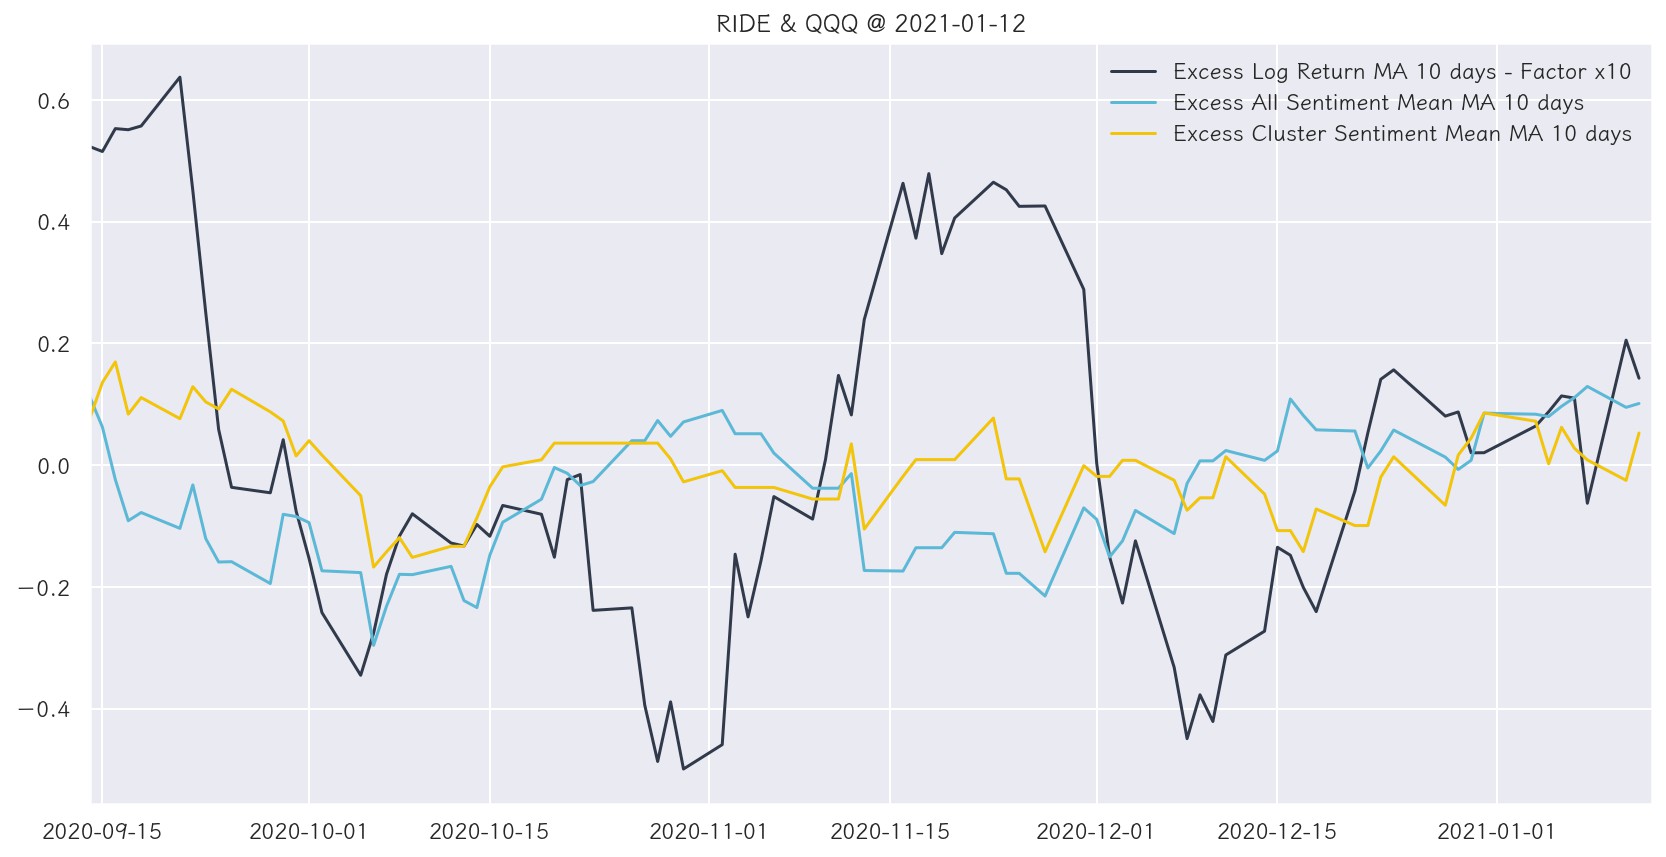 RIDE & QQQ @ 2021-01-12
Excess Log Return MA 10 days - Factor x10
Excess All Sentiment Mean MA 10 days
Excess Cluster Sentiment Mean MA 10 days
0.6
0.4
0.2
0.0
−0.2
−0.4
2020-09-15 2020-10-01 2020-10-15 2020-11-01 2020-11-15 2020-12-01 2020-12-15 2021-01-01